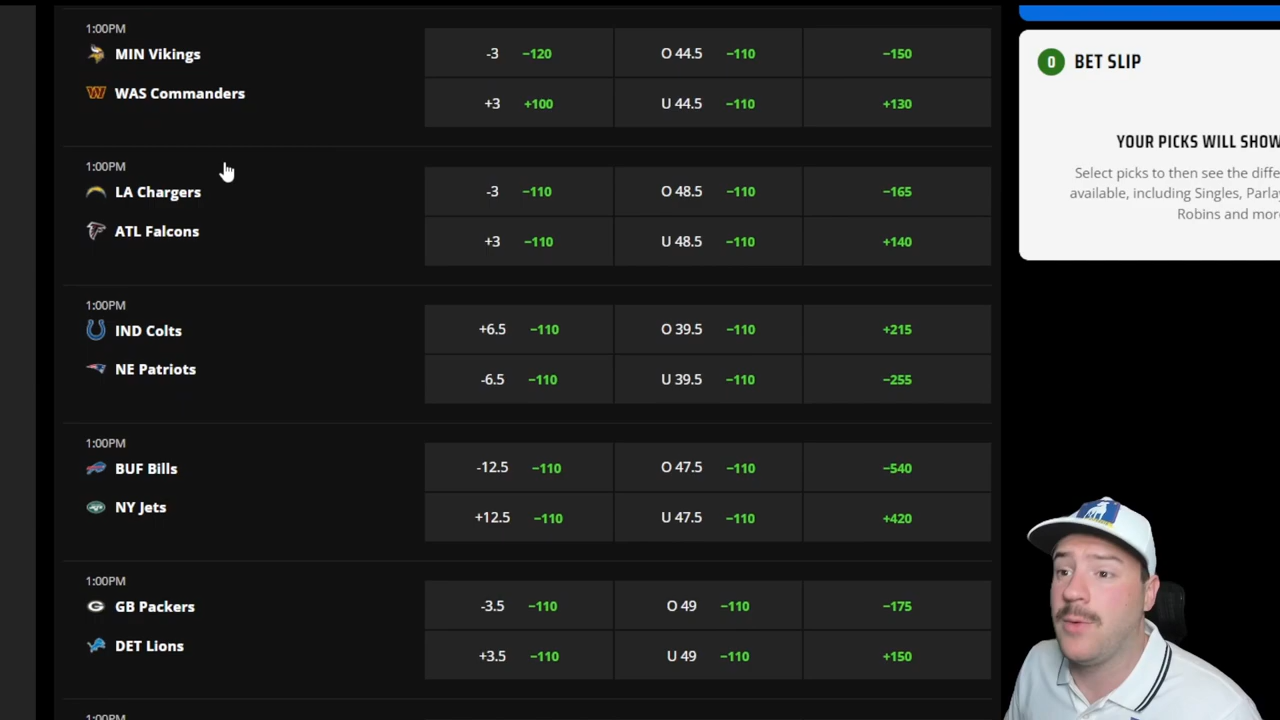 1:00PM
MIN Vikings -3 −120 O 44.5 −110 −150
WAS Commanders +3 +100 U 44.5 −110 +130
1:00PM
LA Chargers -3 −110 O 48.5 −110 −165
ATL Falcons +3 −110 U 48.5 −110 +140
1:00PM
IND Colts +6.5 −110 O 39.5 −110 +215
NE Patriots -6.5 −110 U 39.5 −110 −255
1:00PM
BUF Bills -12.5 −110 O 47.5 −110 −540
NY Jets +12.5 −110 U 47.5 −110 +420
1:00PM
GB Packers -3.5 −110 O 49 −110 −175
DET Lions +3.5 −110 U 49 −110 +150
1:00PM
0 BET SLIP
YOUR PICKS WILL SHOW
Select picks to then see the diffe
available, including Singles, Parlay
Robins and more